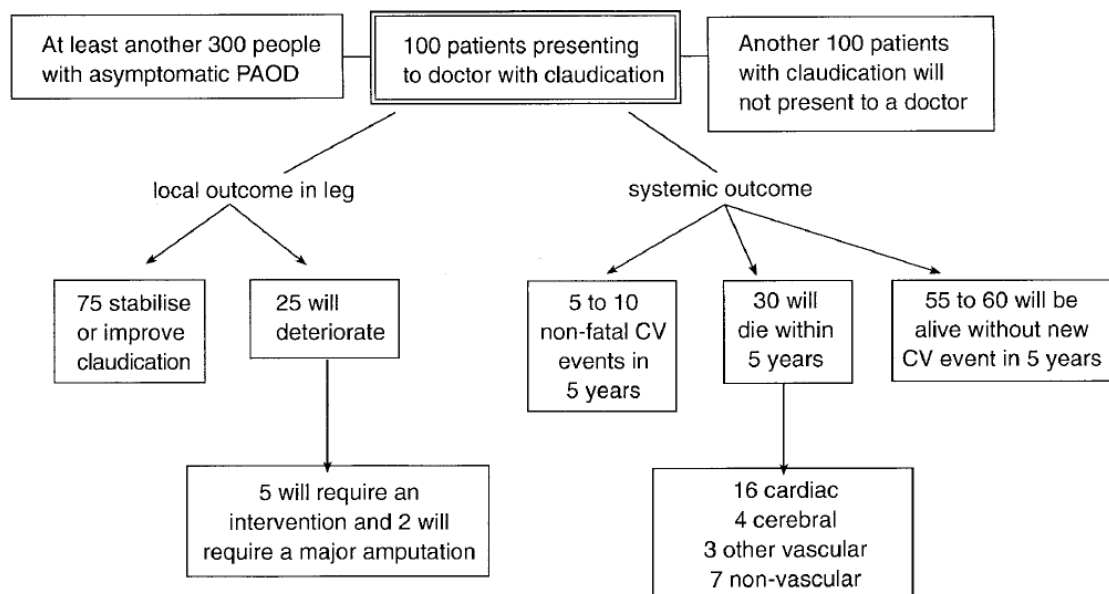 At least another 300 people
with asymptomatic PAOD
100 patients presenting
to doctor with claudication
Another 100 patients
with claudication will
not present to a doctor
local outcome in leg
systemic outcome
75 stabilise
or improve
claudication
25 will
deteriorate
5 to 10
non-fatal CV
events in
5 years
30 will
die within
5 years
55 to 60 will be
alive without new
CV event in 5 years
5 will require an
intervention and 2 will
require a major amputation
16 cardiac
4 cerebral
3 other vascular
7 non-vascular